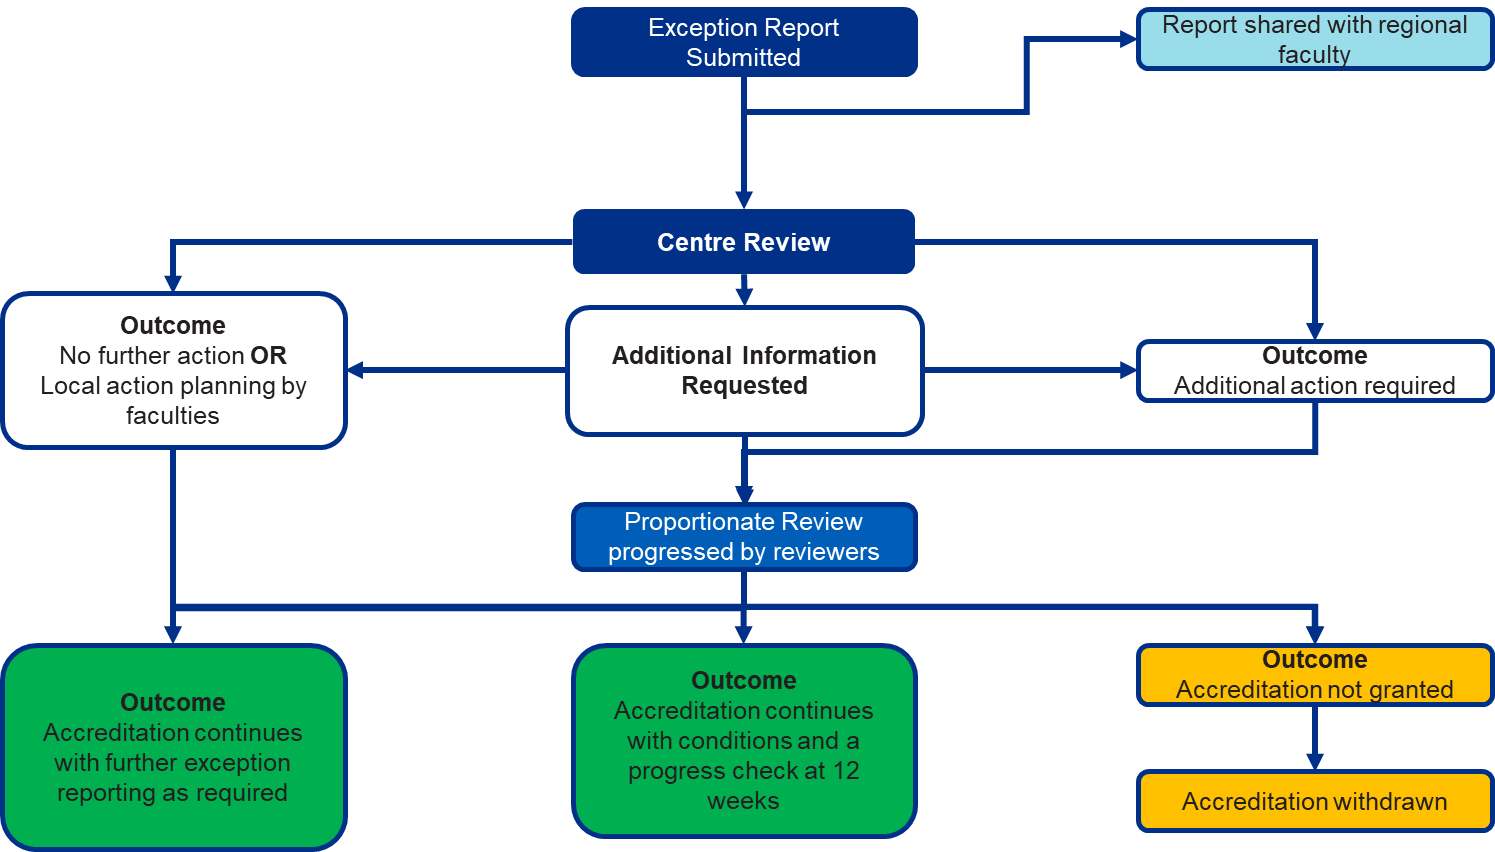 Exception Report
Submitted
Report shared with regional
faculty
Centre Review
Outcome
No further action OR
Local action planning by
faculties
Additional Information
Requested
Outcome
Additional action required
Proportionate Review
progressed by reviewers
Outcome
Accreditation continues
with further exception
reporting as required
Outcome
Accreditation continues
with conditions and a
progress check at 12
weeks
Outcome
Accreditation not granted
Accreditation withdrawn